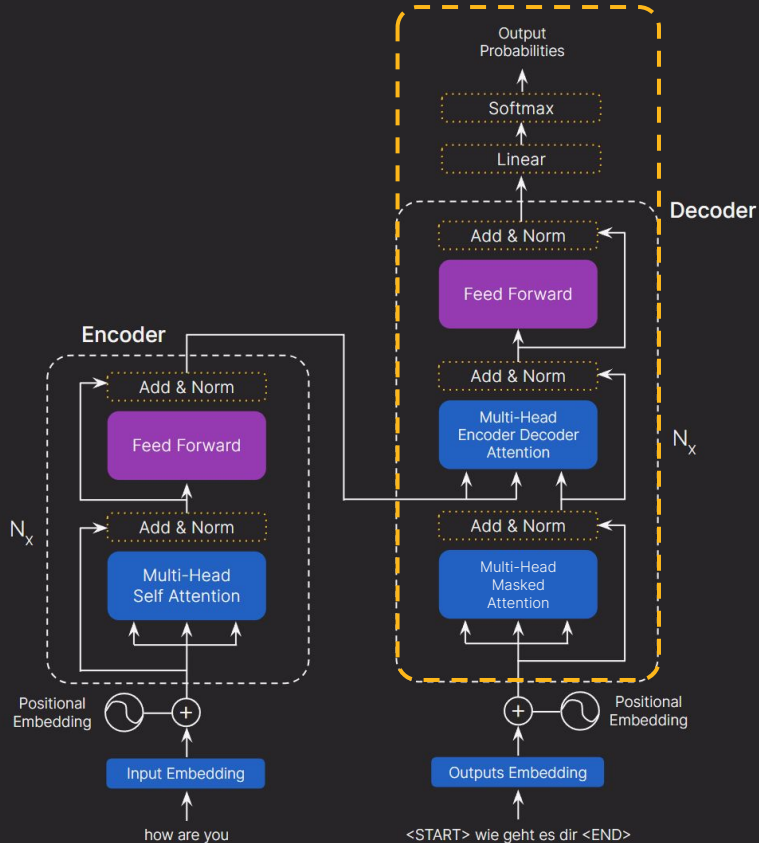 Output
Probabilities
Softmax
Linear
Decoder
Add & Norm
Feed Forward
Add & Norm
Multi-Head
Encoder Decoder
Attention
Nx
Add & Norm
Multi-Head
Masked
Attention
Positional
Embedding
Outputs Embedding
<START> wie geht es dir <END>
Encoder
Add & Norm
Feed Forward
Add & Norm
Nx
Multi-Head
Self Attention
Positional
Embedding
Input Embedding
how are you